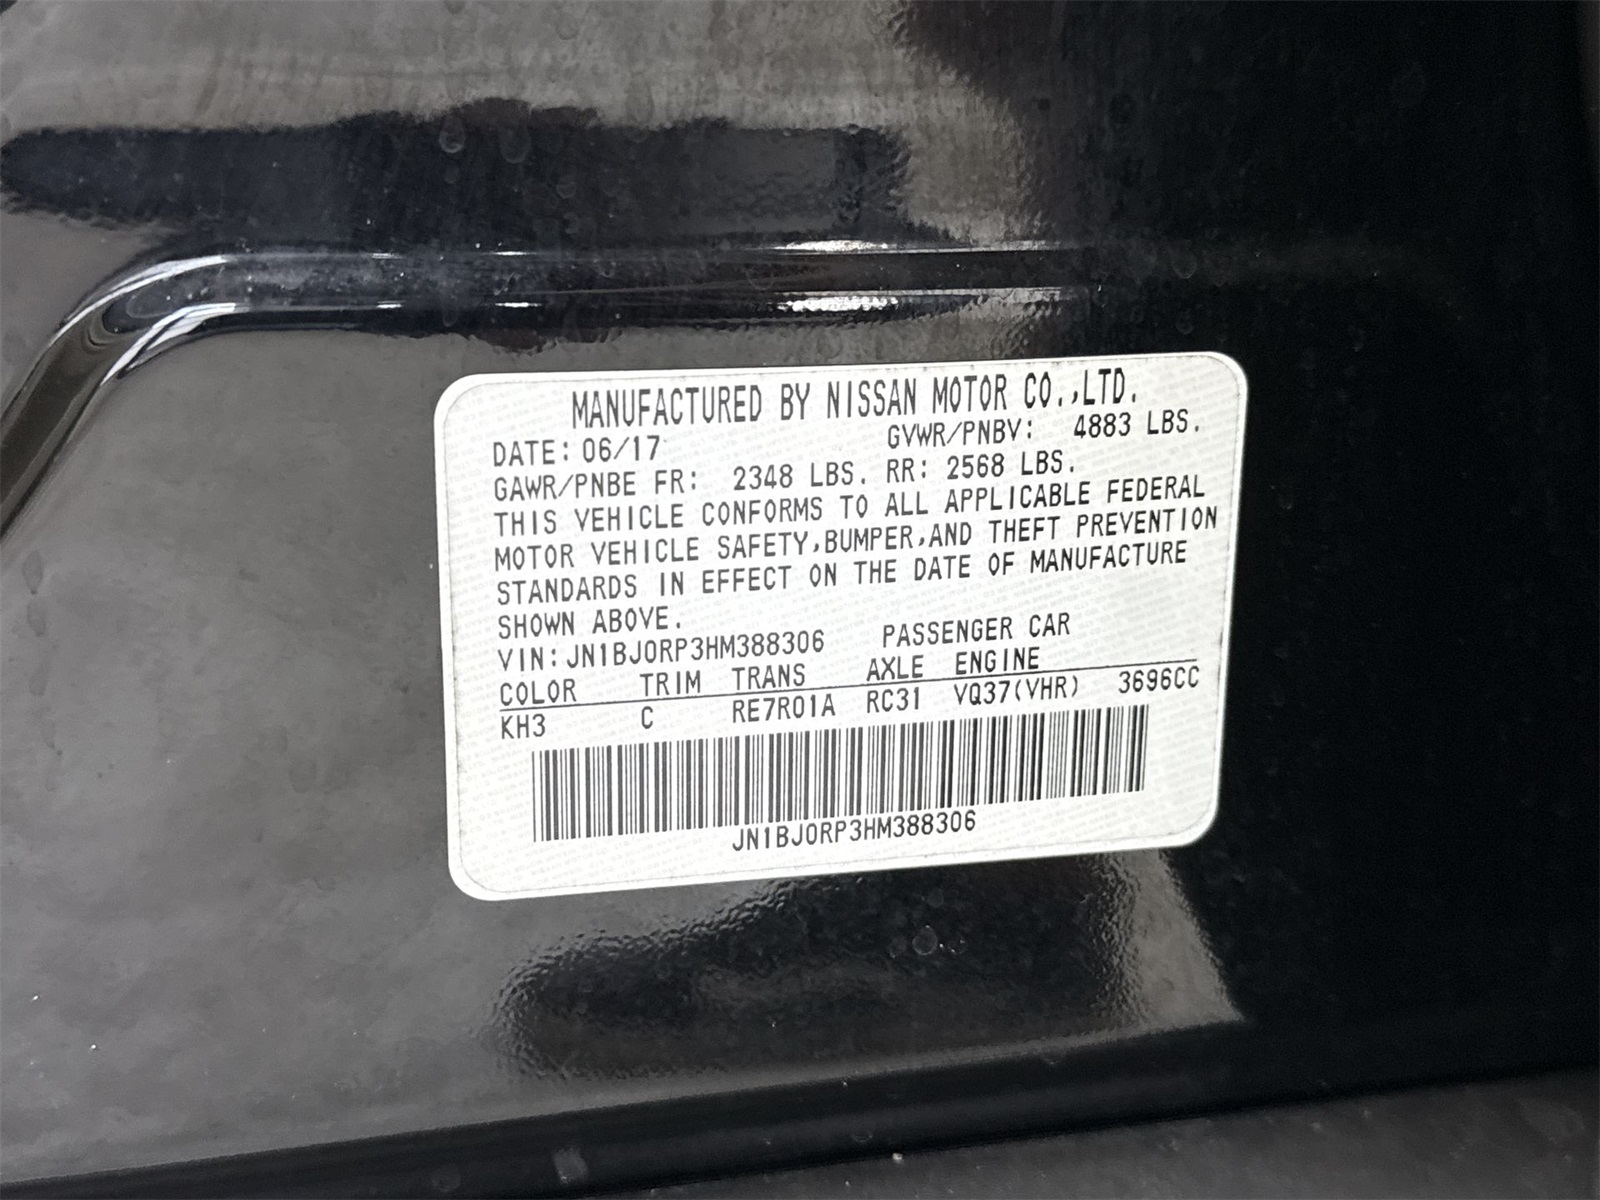 MANUFACTURED BY NISSAN MOTOR CO.,LTD.
DATE: 06/17 GVWR/PNBV: 4883 LBS.
GAWR/PNBE FR: 2348 LBS. RR: 2568 LBS.
THIS VEHICLE CONFORMS TO ALL APPLICABLE FEDERAL
MOTOR VEHICLE SAFETY,BUMPER,AND THEFT PREVENTION
STANDARDS IN EFFECT ON THE DATE OF MANUFACTURE
SHOWN ABOVE.
VIN:JN1BJ0RP3HM388306 PASSENGER CAR
COLOR TRIM TRANS AXLE ENGINE
KH3 C RE7R01A RC31 VQ37(VHR) 3696CC
JN1BJ0RP3HM388306